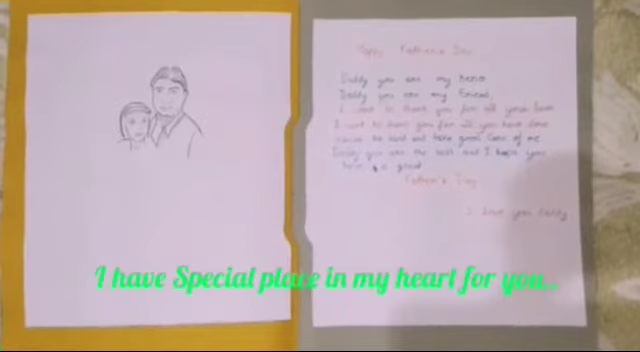 Happy Father's Day
Daddy you are my hero
Daddy you are my friend,
I want to thank you for all your love
I want to thank you for all you have done
so kind and take good care of me
Daddy you are the best and I hope you
have a good
Father's Day
I love you Daddy
I have Special place in my heart for you..